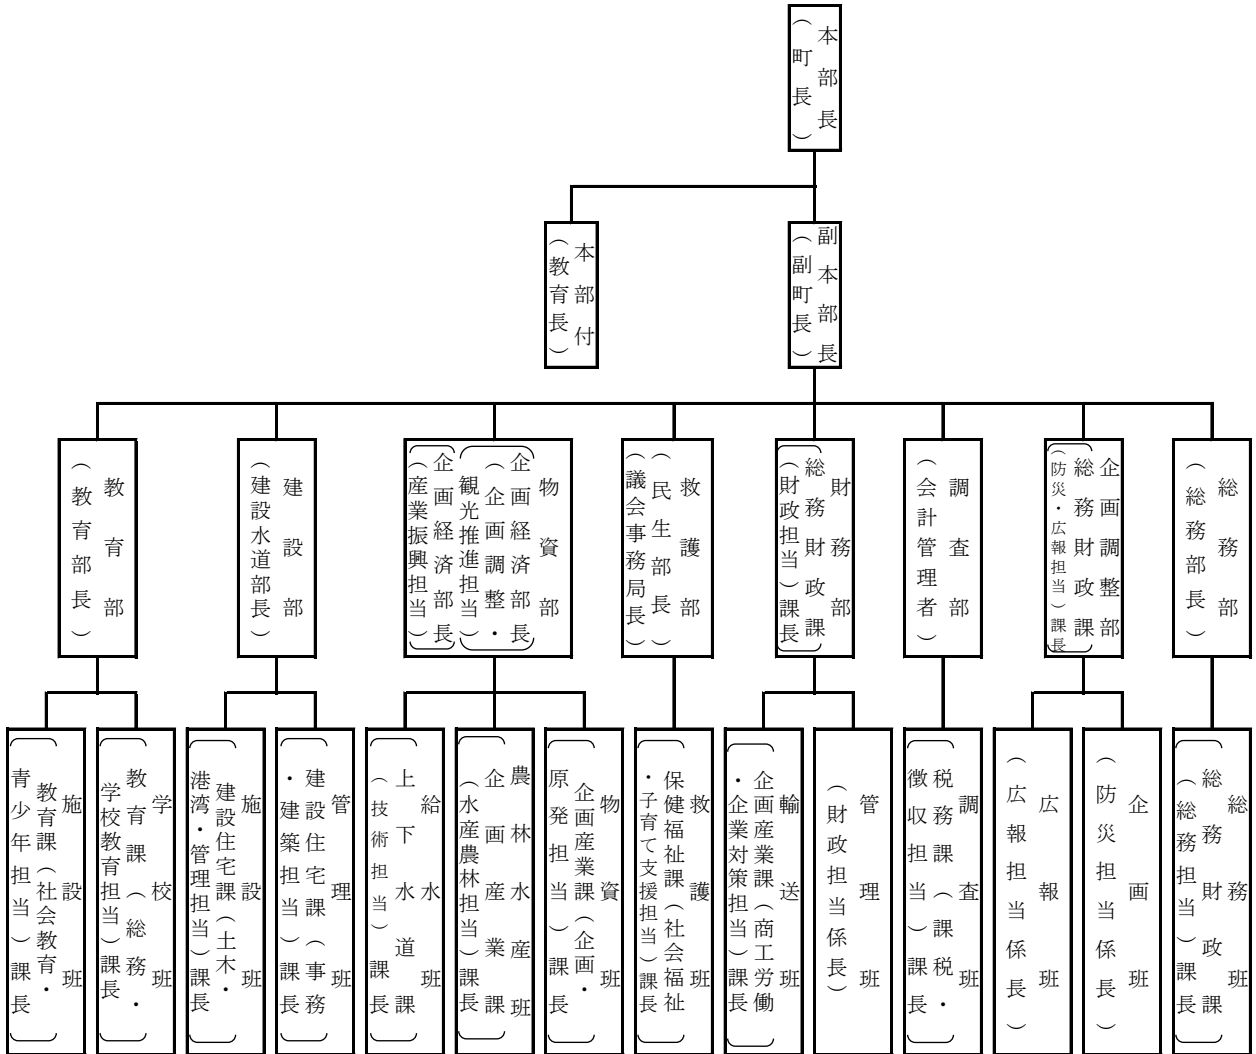 本部長
（町長）
副本部長
（副町長）
本部付
（教育長）
総務部
（総務部長）
企画調整部
総務財政課
（防災・広報担当）課長
調査部
（会計管理者）
財務部
総務財政課
（財政担当）課長
救護部
（民生部長）
（議会事務局長）
物資部
企画経済部長
（企画調整・
観光推進担当）
企画経済部長
（産業振興担当）
建設部
（建設水道部長）
教育部
（教育部長）
総務班
総務財政課
（総務担当）課長
企画班
（防災担当係長）
広報班
（広報担当係長）
調査班
税務課（課税・
徴収担当）課長
管理班
（財政担当係長）
輸送班
企画産業課（商工労働
・企業対策担当）課長
救護班
保健福祉課（社会福祉
・子育て支援担当）課長
物資班
企画産業課（企画・
原発担当）課長
農林水産班
企画産業課
（水産農林担当）課長
給水班
上下水道課
（技術担当）課長
管理班
建設住宅課（事務
・建築担当）課長
施設班
建設住宅課（土木・
港湾・管理担当）課長
学校班
教育課（総務・
学校教育担当）課長
施設班
教育課（社会教育・
青少年担当）課長